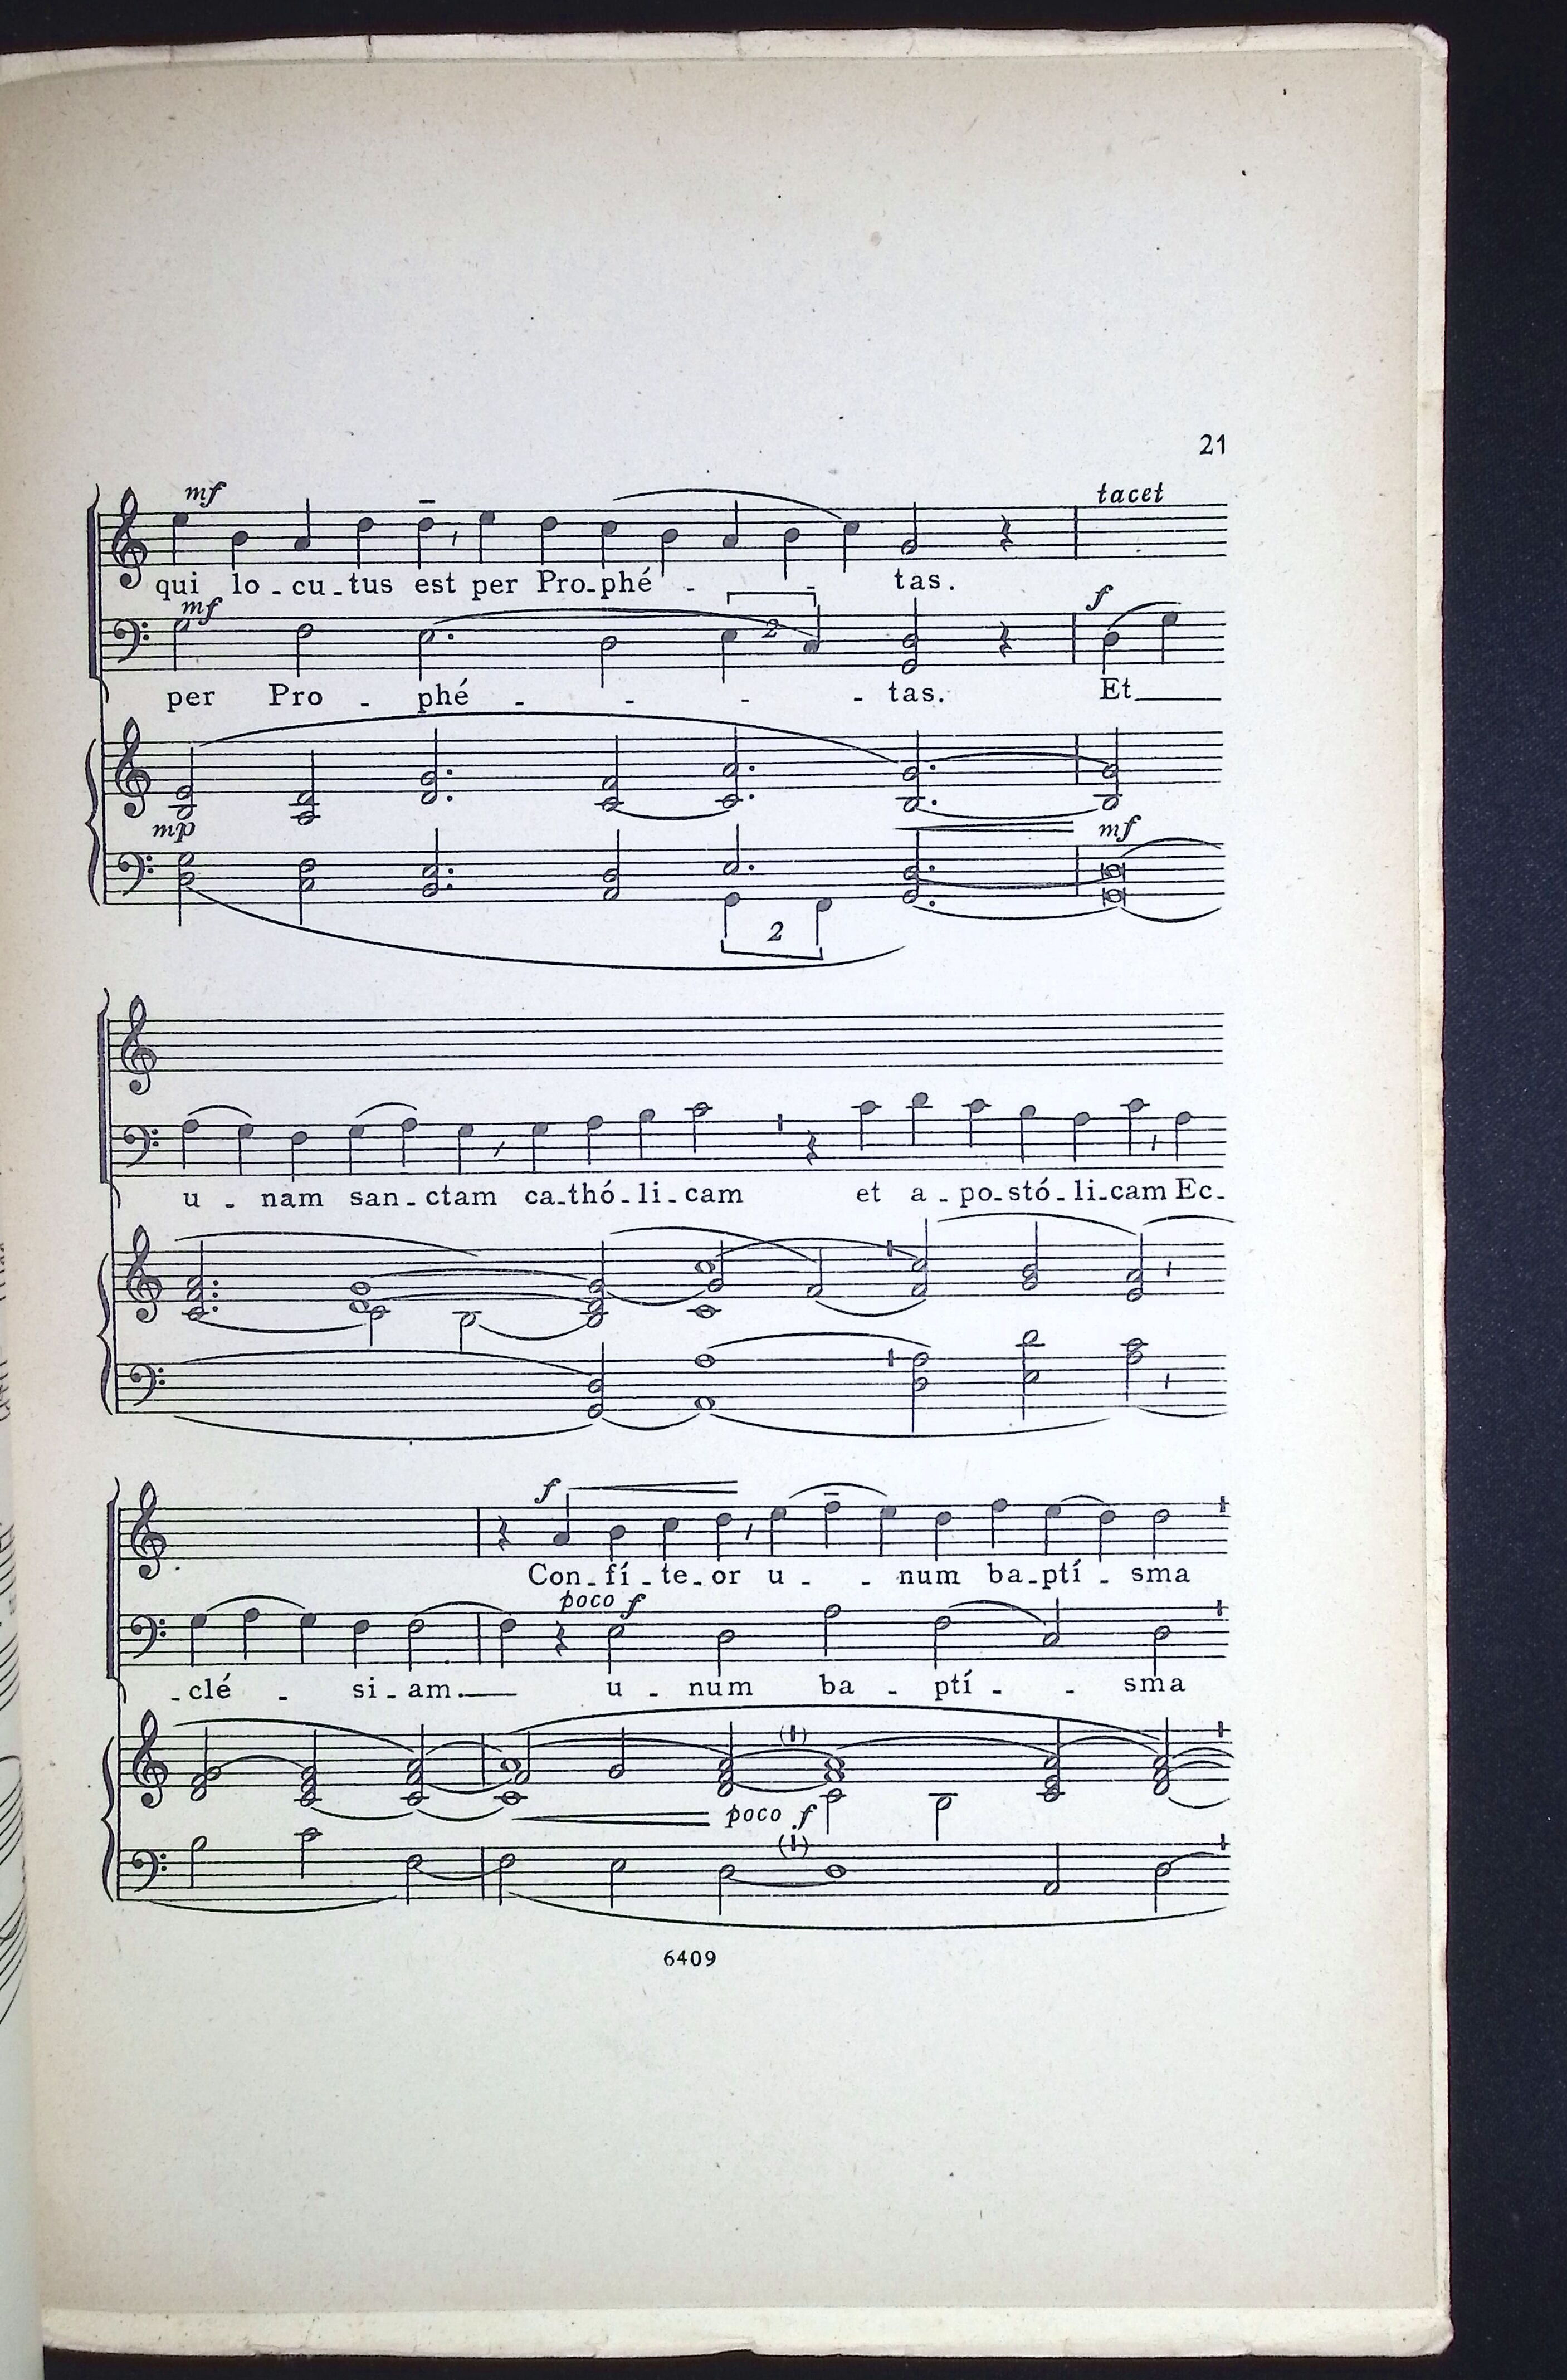 21
mf
tacet
qui lo - cu - tus est per Pro - phé - tas.
mf
2
f
per Pro - phé - - - - tas. Et
mp
mf
2
u - nam san - ctam ca - thó - li - cam et a - po - stó - li - cam Ec -
f
Con - fí - te - or u - - num ba - ptí - sma
poco f
- clé - si - am. u - num ba - ptí - - sma
poco f
6409